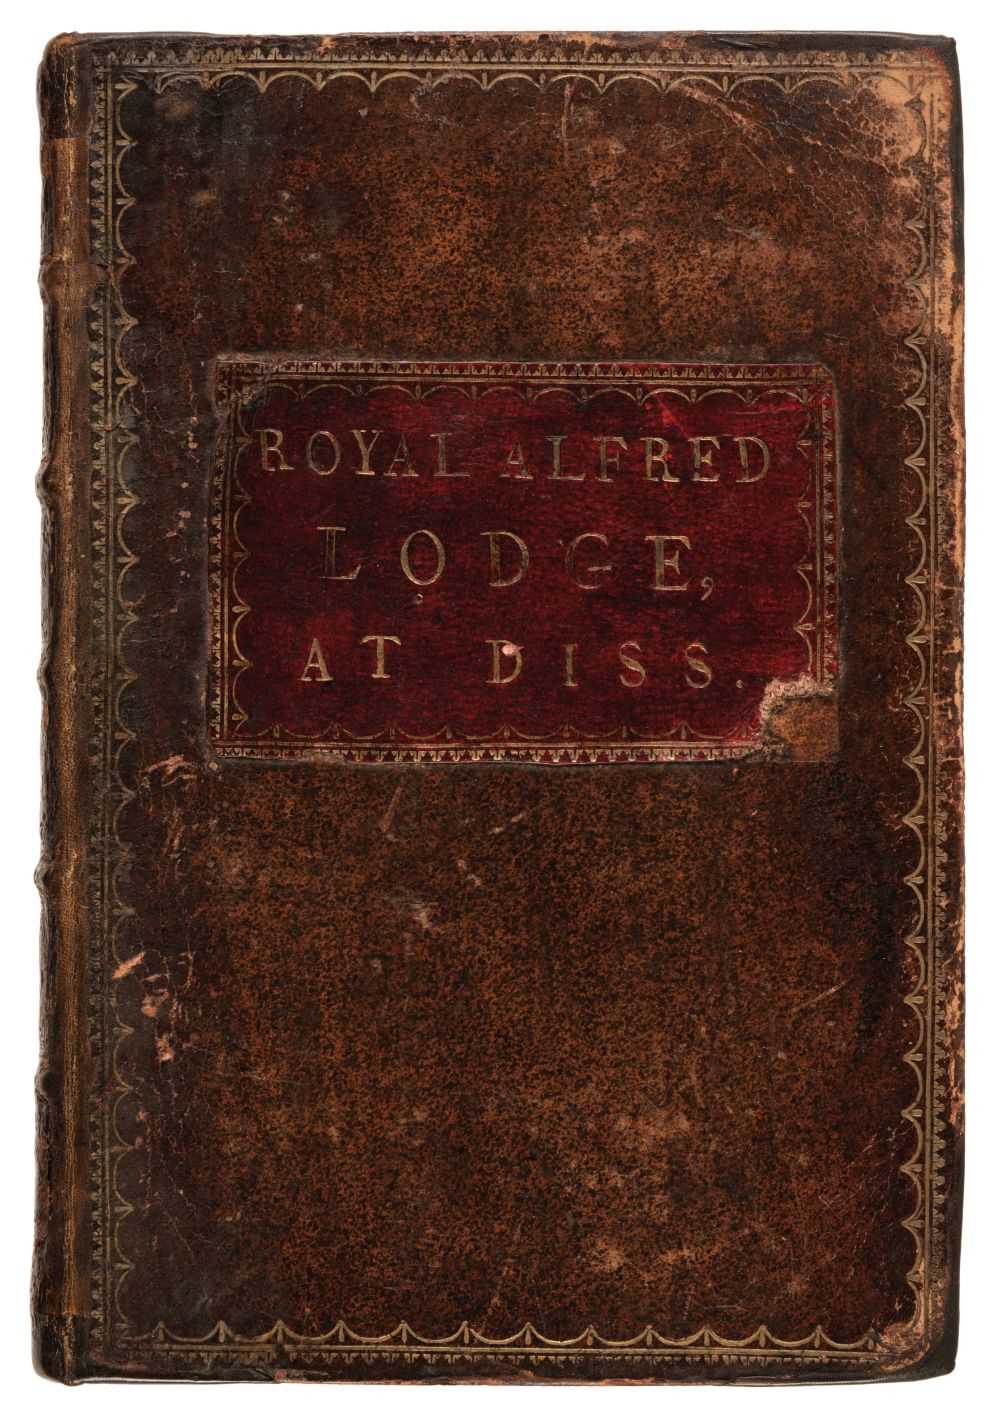 ROYAL ALFRED
LODGE,
AT DISS.